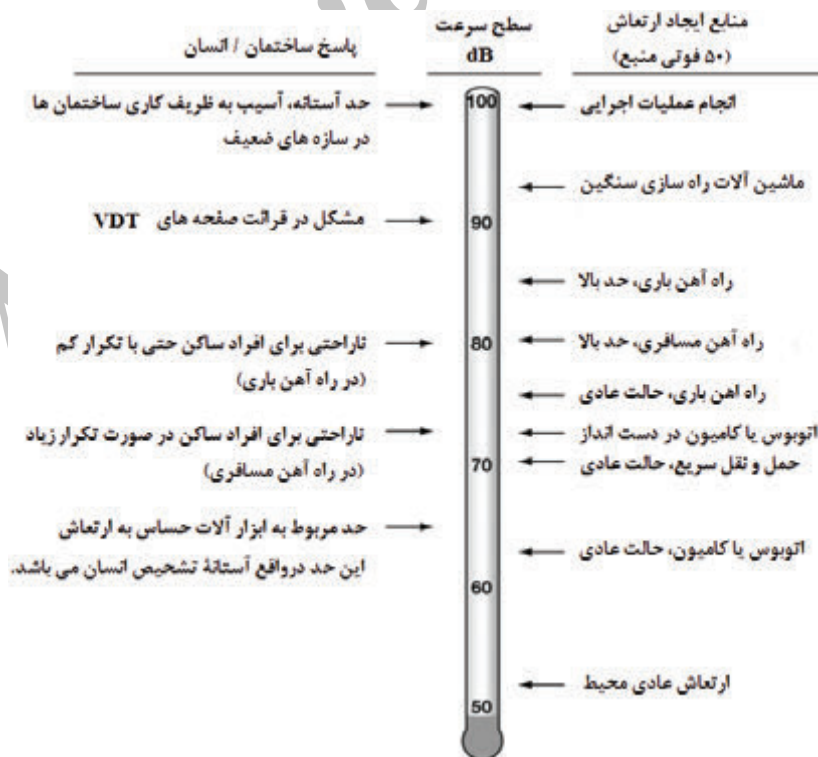 منابع ایجاد ارتعاش
(۵۰ فوتی منبع)
سطح سرعت
dB
پاسخ ساختمان / انسان
انجام عملیات اجرایی
100
حد آستانه، آسیب به ظریف کاری ساختمان ها
در سازه های ضعیف
ماشین آلات راه سازی سنگین
90
مشکل در قرائت صفحه های VDT
راه آهن باری، حد بالا
راه آهن مسافری، حد بالا
80
ناراحتی برای افراد ساکن حتی با تکرار کم
(در راه آهن باری)
راه اهن باری، حالت عادی
اتوبوس یا کامیون در دست انداز
ناراحتی برای افراد ساکن در صورت تکرار زیاد
(در راه آهن مسافری)
حمل و نقل سریع، حالت عادی
70
حد مربوط به ابزار آلات حساس به ارتعاش
این حد درواقع آستانهٔ تشخیص انسان می باشد.
اتوبوس یا کامیون، حالت عادی
60
ارتعاش عادی محیط
50